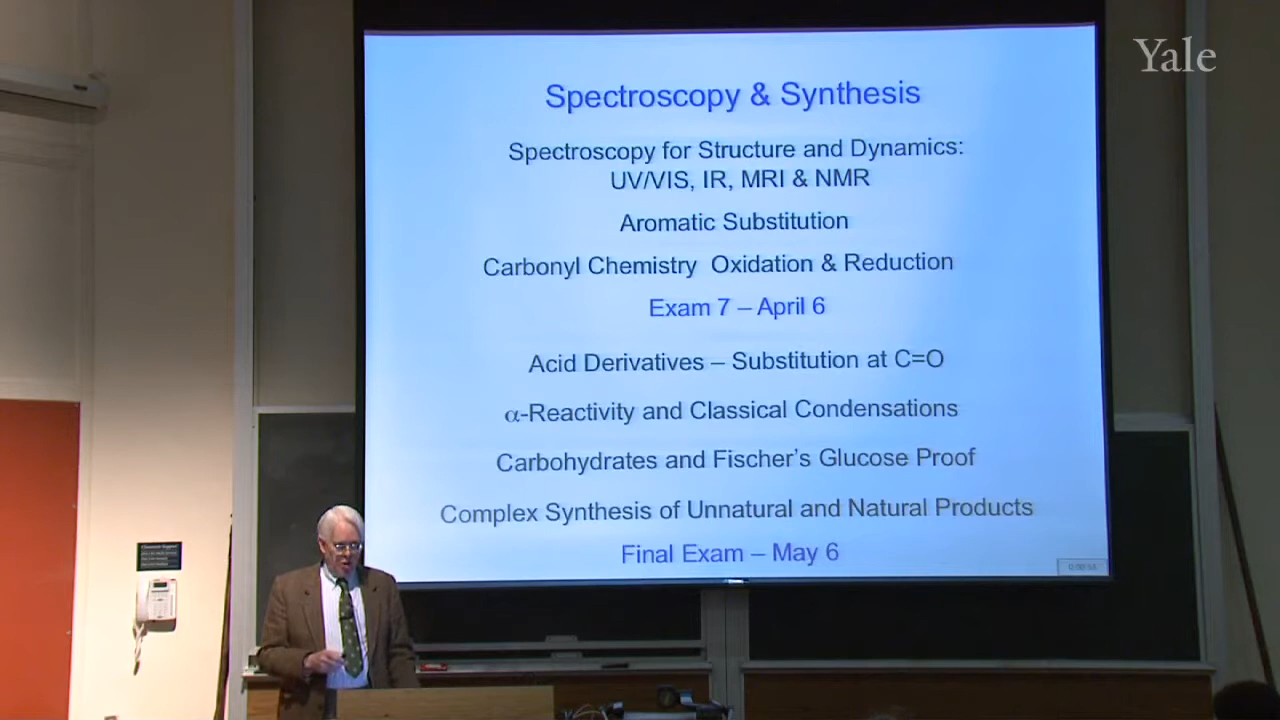 Yale
Spectroscopy & Synthesis
Spectroscopy for Structure and Dynamics:
UV/VIS, IR, MRI & NMR
Aromatic Substitution
Carbonyl Chemistry  Oxidation & Reduction
Exam 7 – April 6
Acid Derivatives – Substitution at C=O
α-Reactivity and Classical Condensations
Carbohydrates and Fischer's Glucose Proof
Complex Synthesis of Unnatural and Natural Products
Final Exam – May 6